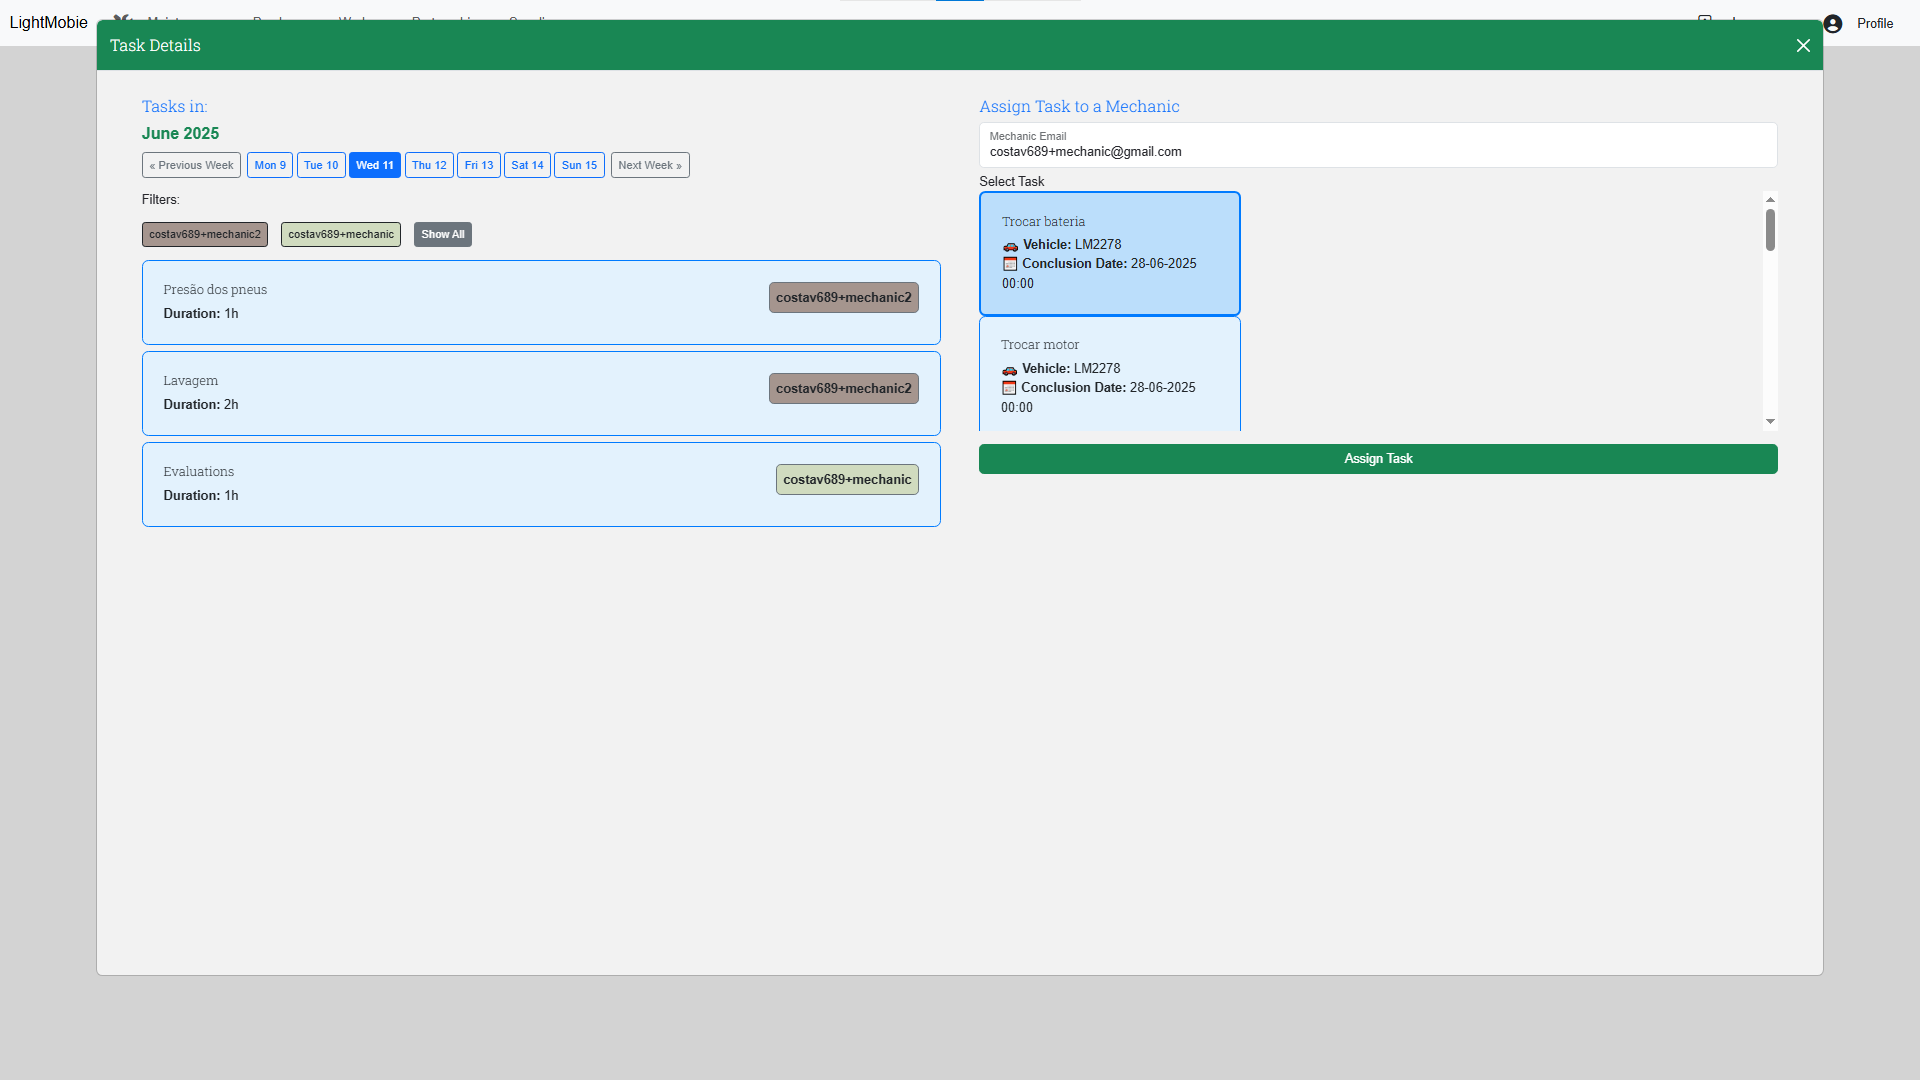 LightMobie
Profile
Task Details
Tasks in:
June 2025
« Previous Week
Mon 9
Tue 10
Wed 11
Thu 12
Fri 13
Sat 14
Sun 15
Next Week »
Filters:
costav689+mechanic2
costav689+mechanic
Show All
Presão dos pneus
Duration: 1h
costav689+mechanic2
Lavagem
Duration: 2h
costav689+mechanic2
Evaluations
Duration: 1h
costav689+mechanic
Assign Task to a Mechanic
Mechanic Email
costav689+mechanic@gmail.com
Select Task
Trocar bateria
Vehicle: LM2278
Conclusion Date: 28-06-2025
00:00
Trocar motor
Vehicle: LM2278
Conclusion Date: 28-06-2025
00:00
Assign Task